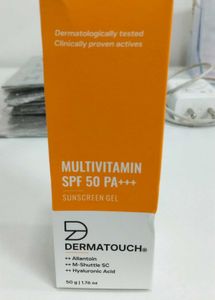 Dermatologically tested
Clinically proven actives
MULTIVITAMIN
SPF 50 PA+++
SUNSCREEN GEL
DERMATOUCH®
++ Allantoin
++ M-Shuttle SC
++ Hyaluronic Acid
50 g | 1.76 oz